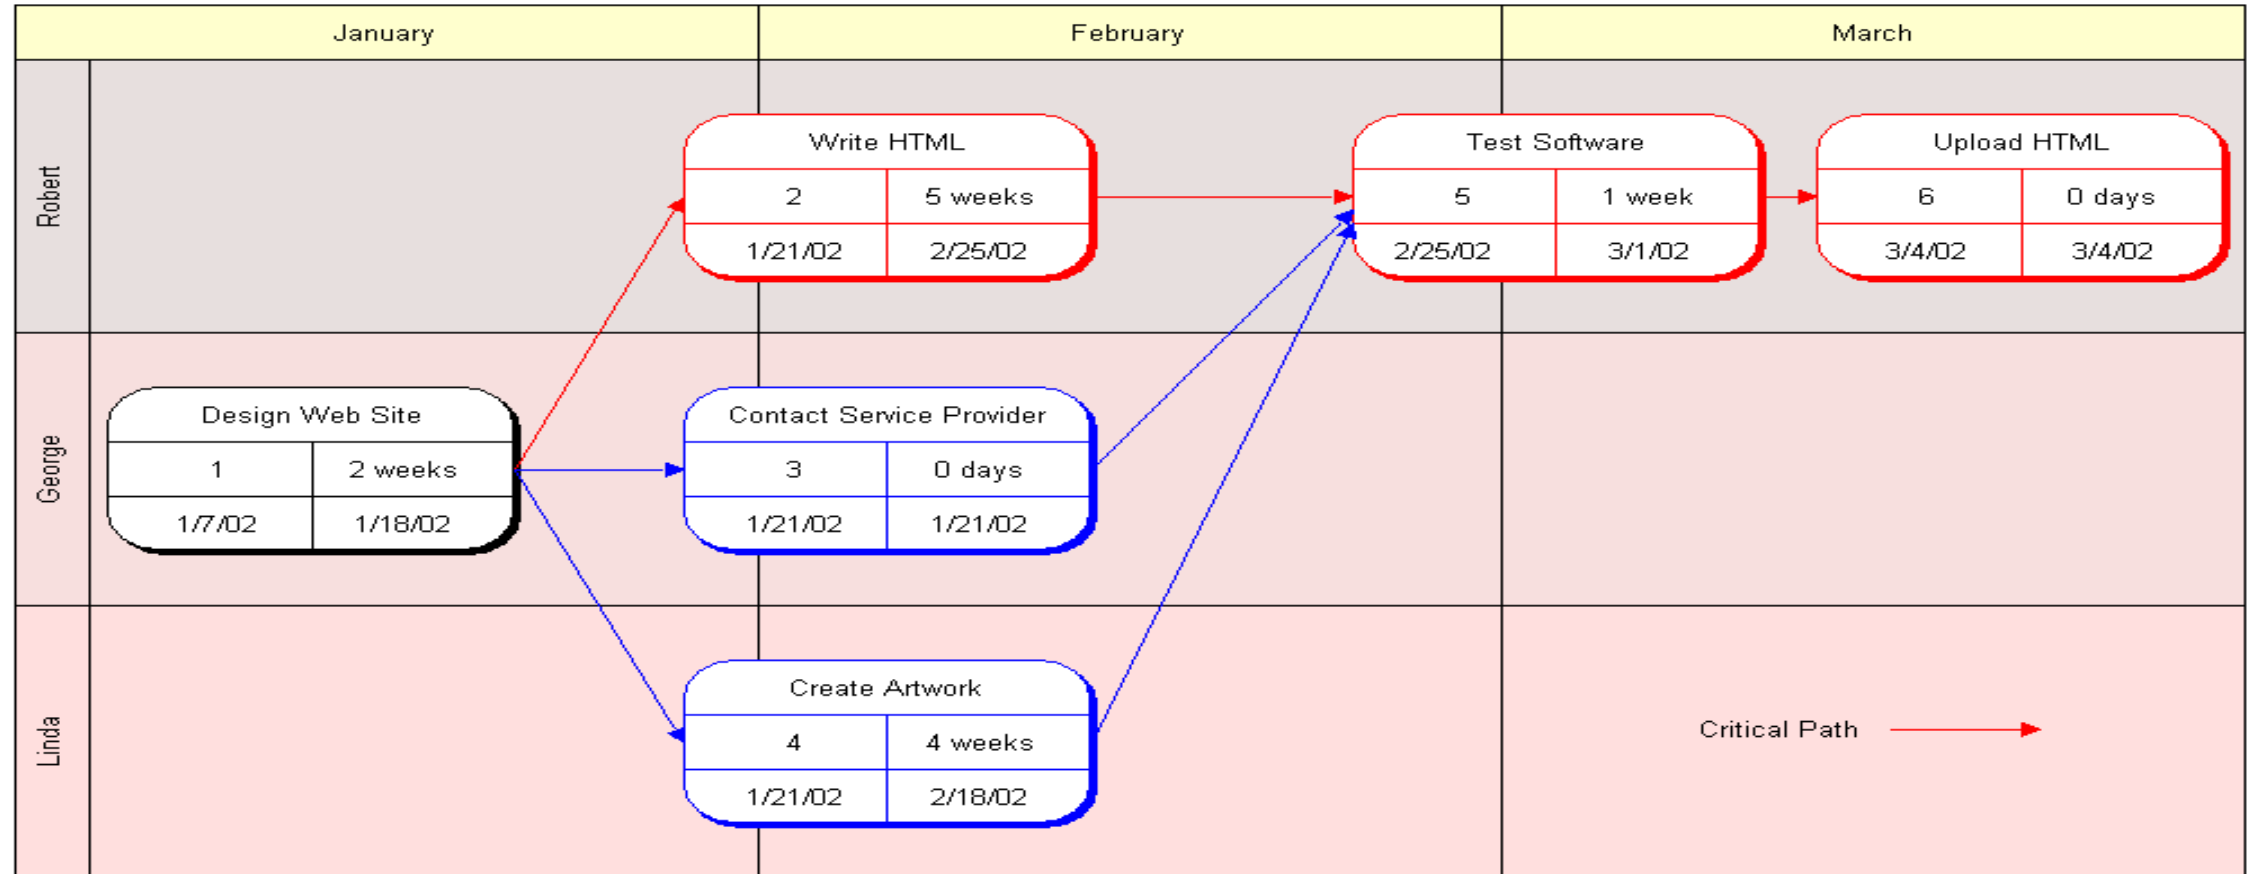 January
February
March
Robert
Write HTML
2
5 weeks
1/21/02
2/25/02
Test Software
5
1 week
2/25/02
3/1/02
Upload HTML
6
0 days
3/4/02
3/4/02
George
Design Web Site
1
2 weeks
1/7/02
1/18/02
Contact Service Provider
3
0 days
1/21/02
1/21/02
Linda
Create Artwork
4
4 weeks
1/21/02
2/18/02
Critical Path